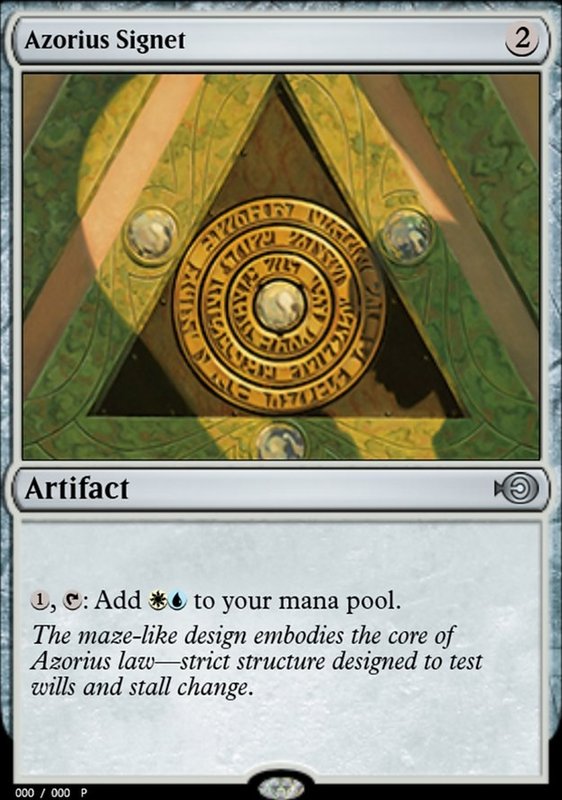 Azorius Signet 2
Artifact
1, T: Add to your mana pool.
The maze-like design embodies the core of
Azorius law—strict structure designed to test
wills and stall change.
000 / 000 P